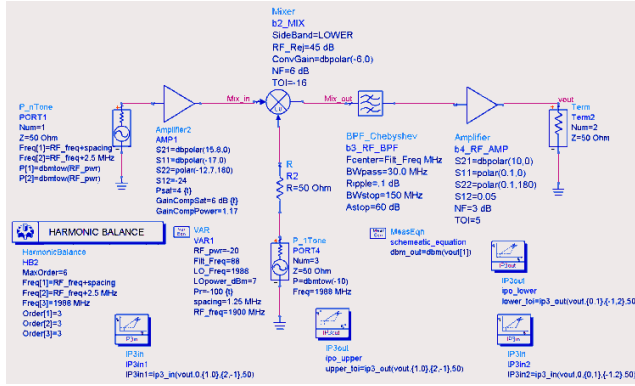 Mixer
b2_MIX
SideBand=LOWER
RF_Rej=45 dB
ConvGain=dbpolar(-6,0)
NF=6 dB
TOI=-16
P_nTone
PORT1
Num=1
Z=50 Ohm
Freq[1]=RF_freq+spacing
Freq[2]=RF_freq+2.5 MHz
P[1]=dbmtow(RF_pwr)
P[2]=dbmtow(RF_pwr)
Amplifier2
AMP1
S21=dbpolar(15.6,0)
S11=dbpolar(-17.0)
S22=polar(-12.7,180)
S12=-24
Psat=4 {t}
GainCompSat=6 dB {t}
GainCompPower=1.17
Mix_in
Mix_out
R
R2
R=50 Ohm
BPF_Chebyshev
b3_RF_BPF
Fcenter=Filt_Freq MHz
BWpass=30.0 MHz
Ripple=.1 dB
BWstop=150 MHz
Astop=60 dB
Amplifier
b4_RF_AMP
S21=dbpolar(10,0)
S11=polar(0.1,0)
S22=polar(0.1,180)
S12=0.05
NF=3 dB
TOI=5
vout
Term
Term2
Num=2
Z=50 Ohm
HARMONIC BALANCE
HarmonicBalance
HB2
MaxOrder=6
Freq[1]=RF_freq+spacing
Freq[2]=RF_freq+2.5 MHz
Freq[3]=1988 MHz
Order[1]=3
Order[2]=3
Order[3]=3
Var
Eqn
VAR
VAR1
RF_pwr=-20
Filt_Freq=88
LO_Freq=1988
LOpower_dBm=7
Pr=-100 {t}
spacing=1.25 MHz
RF_freq=1900 MHz
P_1Tone
PORT4
Num=3
Z=50 Ohm
P=dbmtow(-10)
Freq=1988 MHz
Meas
Eqn
MeasEqn
schemeatic_equation
dbm_out=dbm(vout[1])
IP3out
IP3out
ipo_lower
lower_toi=ip3_out(vout,{0,1},{-1,2},50)
IP3in
IP3in
IP3in1
IP3in1=ip3_in(vout,0,{1,0},{2,-1},50)
IP3out
IP3out
ipo_upper
upper_toi=ip3_out(vout,{1,0},{2,-1},50)
IP3in
IP3in
IP3in2
IP3in2=ip3_in(vout,0,{0,1},{-1,2},50)